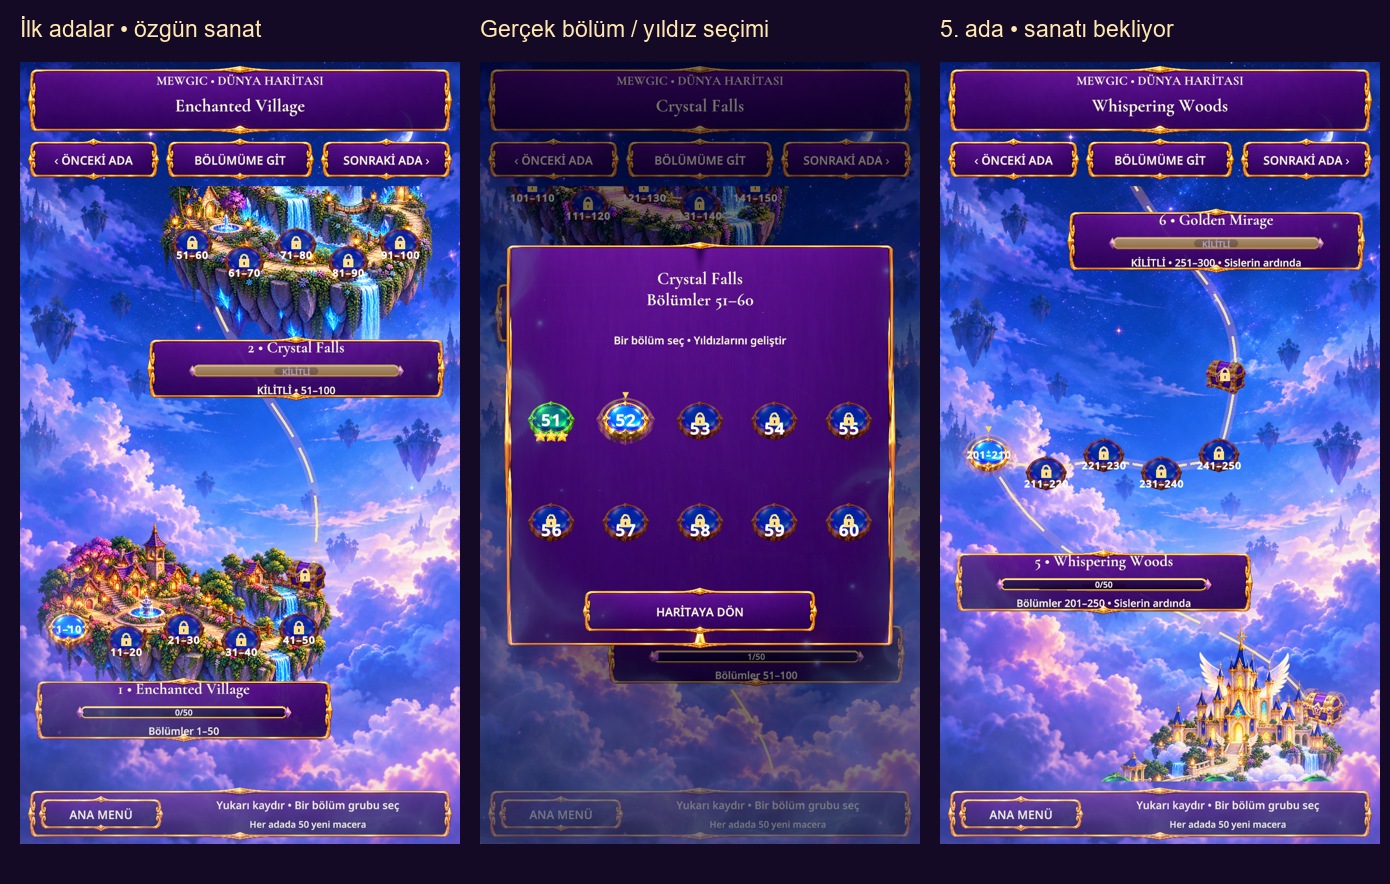 İlk adalar • özgün sanat
MEWGIC • DÜNYA HARİTASI
Enchanted Village
‹ ÖNCEKİ ADA
BÖLÜMÜME GİT
SONRAKİ ADA ›
51–60
61–70
71–80
81–90
91–100
2 • Crystal Falls
KİLİTLİ
KİLİTLİ • 51–100
1–10
11–20
21–30
31–40
41–50
1 • Enchanted Village
0/50
Bölümler 1–50
ANA MENÜ
Yukarı kaydır • Bir bölüm grubu seç
Her adada 50 yeni macera
Gerçek bölüm / yıldız seçimi
MEWGIC • DÜNYA HARİTASI
Crystal Falls
‹ ÖNCEKİ ADA
BÖLÜMÜME GİT
SONRAKİ ADA ›
101–110
111–120
121–130
131–140
141–150
Crystal Falls
Bölümler 51–60
Bir bölüm seç • Yıldızlarını geliştir
51
52
53
54
55
56
57
58
59
60
HARİTAYA DÖN
1/50
Bölümler 51–100
ANA MENÜ
Yukarı kaydır • Bir bölüm grubu seç
Her adada 50 yeni macera
5. ada • sanatı bekliyor
MEWGIC • DÜNYA HARİTASI
Whispering Woods
‹ ÖNCEKİ ADA
BÖLÜMÜME GİT
SONRAKİ ADA ›
6 • Golden Mirage
KİLİTLİ
KİLİTLİ • 251–300 • Sislerin ardında
201–210
211–220
221–230
231–240
241–250
5 • Whispering Woods
0/50
Bölümler 201–250 • Sislerin ardında
ANA MENÜ
Yukarı kaydır • Bir bölüm grubu seç
Her adada 50 yeni macera